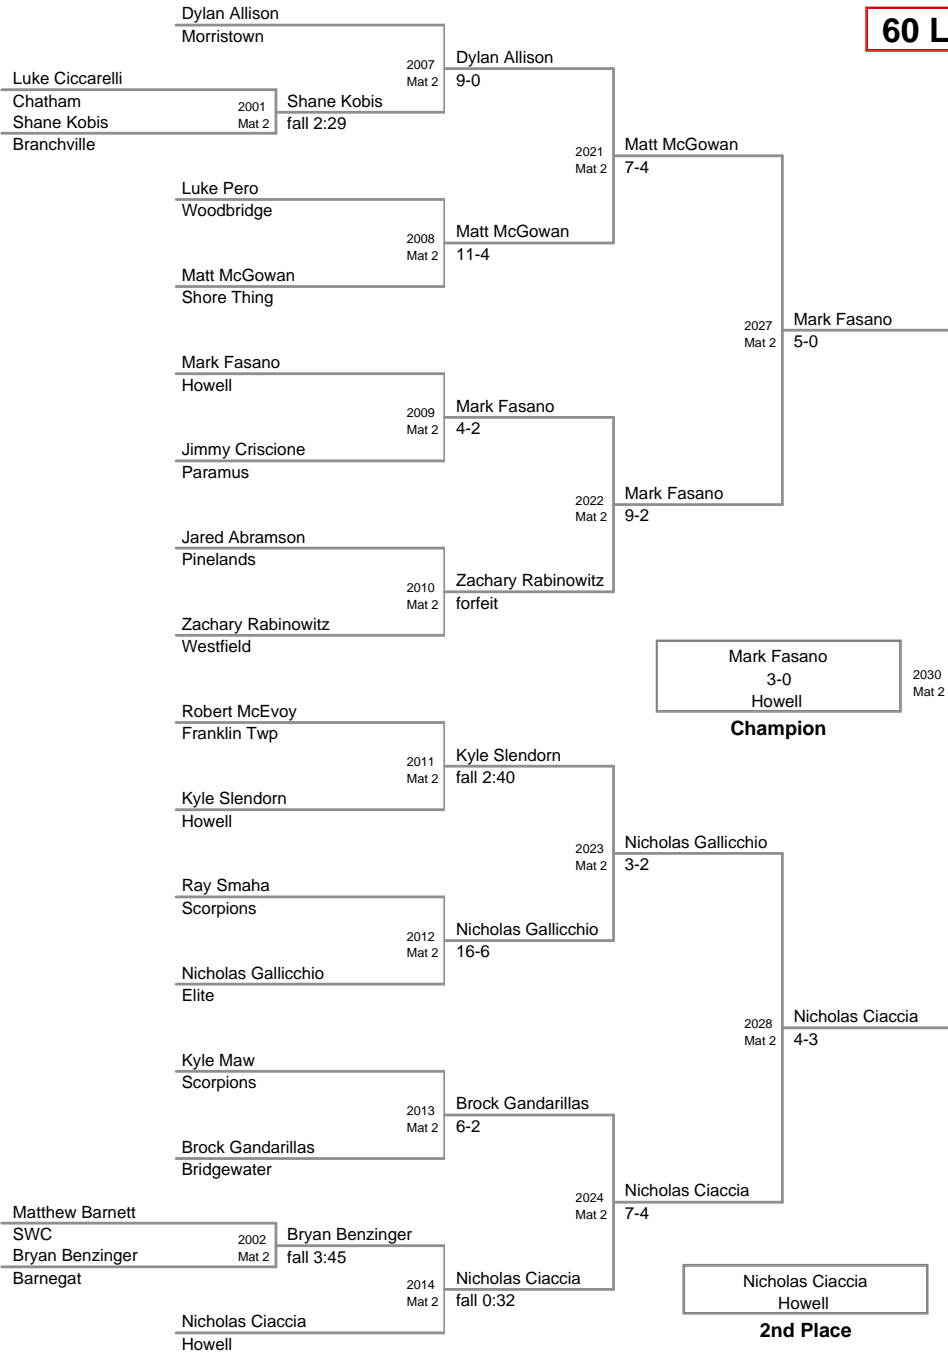 Dylan Allison
Morristown
60 L
2007
Mat 2
Dylan Allison
9-0
Luke Ciccarelli
Chatham
Shane Kobis
Branchville
2001
Mat 2
Shane Kobis
fall 2:29
2021
Mat 2
Matt McGowan
7-4
Luke Pero
Woodbridge
2008
Mat 2
Matt McGowan
11-4
Matt McGowan
Shore Thing
2027
Mat 2
Mark Fasano
5-0
Mark Fasano
Howell
2009
Mat 2
Mark Fasano
4-2
Jimmy Criscione
Paramus
2022
Mat 2
Mark Fasano
9-2
Jared Abramson
Pinelands
2010
Mat 2
Zachary Rabinowitz
forfeit
Zachary Rabinowitz
Westfield
Mark Fasano
3-0
Howell
Champion
2030
Mat 2
Robert McEvoy
Franklin Twp
2011
Mat 2
Kyle Slendorn
fall 2:40
Kyle Slendorn
Howell
2023
Mat 2
Nicholas Gallicchio
3-2
Ray Smaha
Scorpions
2012
Mat 2
Nicholas Gallicchio
16-6
Nicholas Gallicchio
Elite
2028
Mat 2
Nicholas Ciaccia
4-3
Kyle Maw
Scorpions
2013
Mat 2
Brock Gandarillas
6-2
Brock Gandarillas
Bridgewater
2024
Mat 2
Nicholas Ciaccia
7-4
Matthew Barnett
SWC
Bryan Benzinger
Barnegat
2002
Mat 2
Bryan Benzinger
fall 3:45
2014
Mat 2
Nicholas Ciaccia
fall 0:32
Nicholas Ciaccia
Howell
Nicholas Ciaccia
Howell
2nd Place